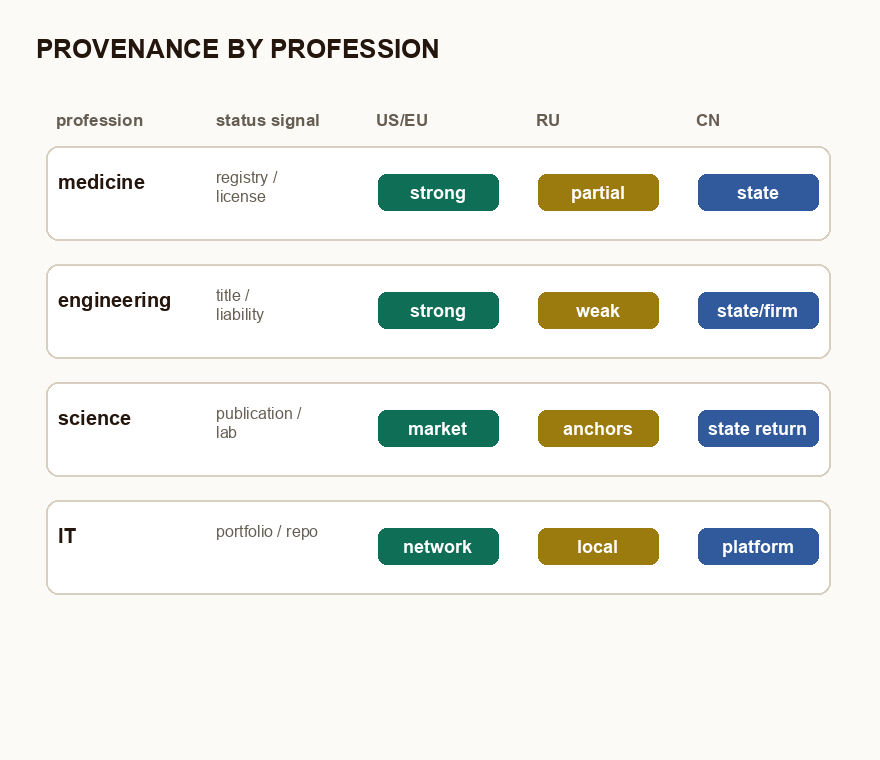 PROVENANCE BY PROFESSION
profession status signal US/EU RU CN
medicine registry / license strong partial state
engineering title / liability strong weak state/firm
science publication / lab market anchors state return
IT portfolio / repo network local platform